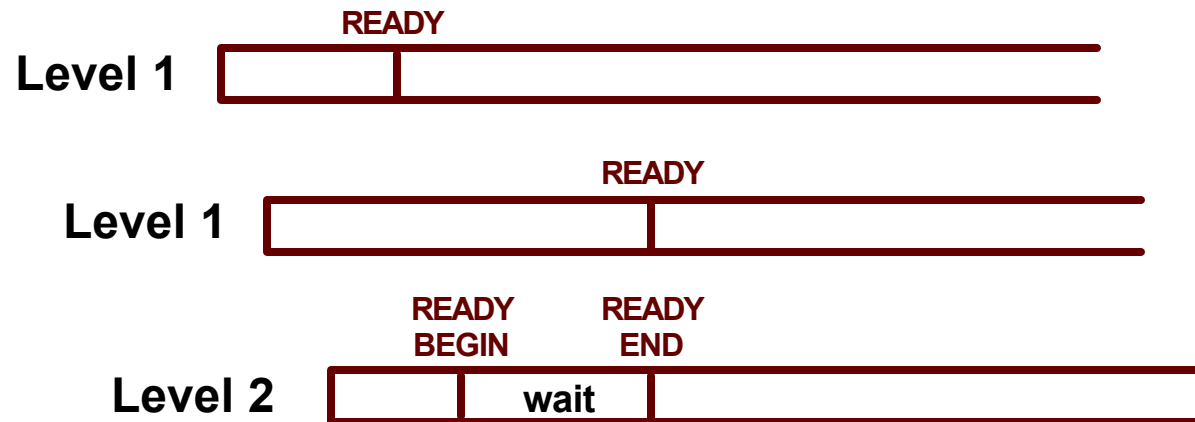 READY
Level 1
READY
Level 1
READY READY
BEGIN END
Level 2 wait